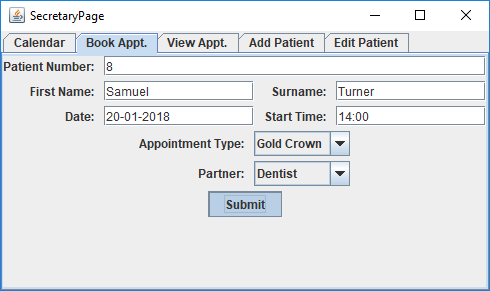 SecretaryPage
Calendar Book Appt. View Appt. Add Patient Edit Patient
Patient Number: 8
First Name: Samuel Surname: Turner
Date: 20-01-2018 Start Time: 14:00
Appointment Type: Gold Crown
Partner: Dentist
Submit